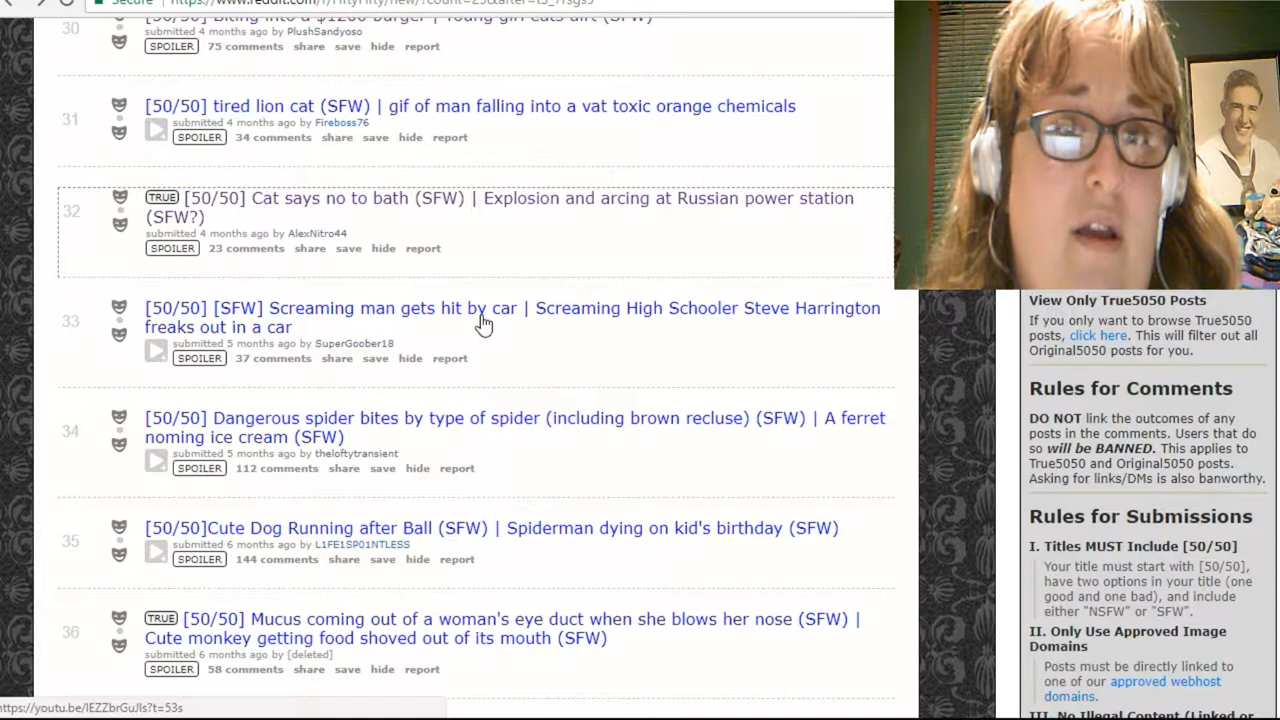 Secure
https://www.reddit.com/r/FiftyFifty/new/?count=25&after=t3_7rsgs9
30
[50/50] Biting into a $1200 burger | Young girl eats dirt (SFW)
submitted 4 months ago by PlushSandyoso
SPOILER 75 comments share save hide report
31
[50/50] tired lion cat (SFW) | gif of man falling into a vat toxic orange chemicals
submitted 4 months ago by Fireboss76
SPOILER 34 comments share save hide report
32
TRUE [50/50] Cat says no to bath (SFW) | Explosion and arcing at Russian power station
(SFW?)
submitted 4 months ago by AlexNitro44
SPOILER 23 comments share save hide report
33
[50/50] [SFW] Screaming man gets hit by car | Screaming High Schooler Steve Harrington
freaks out in a car
submitted 5 months ago by SuperGoober18
SPOILER 37 comments share save hide report
34
[50/50] Dangerous spider bites by type of spider (including brown recluse) (SFW) | A ferret
noming ice cream (SFW)
submitted 5 months ago by theloftytransient
SPOILER 112 comments share save hide report
35
[50/50]Cute Dog Running after Ball (SFW) | Spiderman dying on kid's birthday (SFW)
submitted 6 months ago by L1FE1SP01NTLESS
SPOILER 144 comments share save hide report
36
TRUE [50/50] Mucus coming out of a woman's eye duct when she blows her nose (SFW) |
Cute monkey getting food shoved out of its mouth (SFW)
submitted 6 months ago by [deleted]
SPOILER 58 comments share save hide report
https://youtu.be/IEZZbrGuJIs?t=53s
View Only True5050 Posts
If you only want to browse True5050
posts, click here. This will filter out all
Original5050 posts for you.
Rules for Comments
DO NOT link the outcomes of any
posts in the comments. Users that do
so will be BANNED. This applies to
True5050 and Original5050 posts.
Asking for links/DMs is also banworthy.
Rules for Submissions
I. Titles MUST Include [50/50]
Your title must start with [50/50],
have two options in your title (one
good and one bad), and include
either "NSFW" or "SFW".
II. Only Use Approved Image
Domains
Posts must be directly linked to
one of our approved webhost
domains.
III. No Illegal Content (Linked or